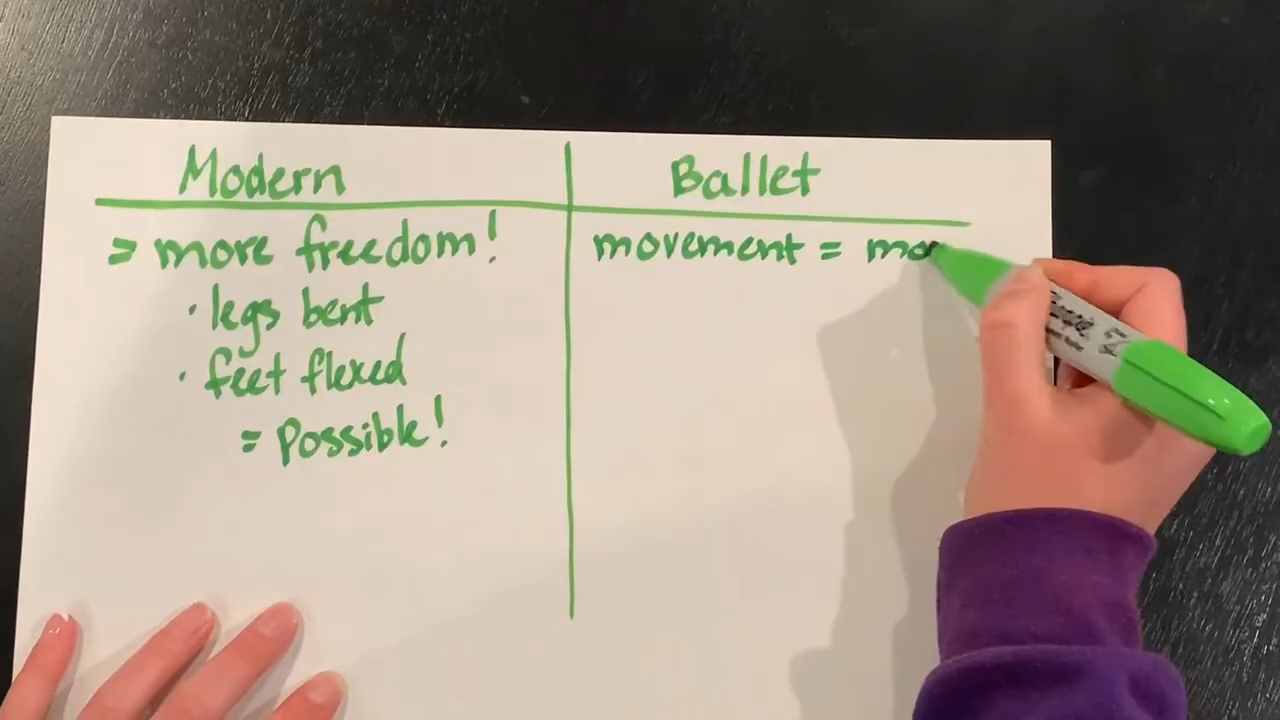 Modern
> more freedom!
· legs bent
· feet flexed
= Possible!
Ballet
movement = mo